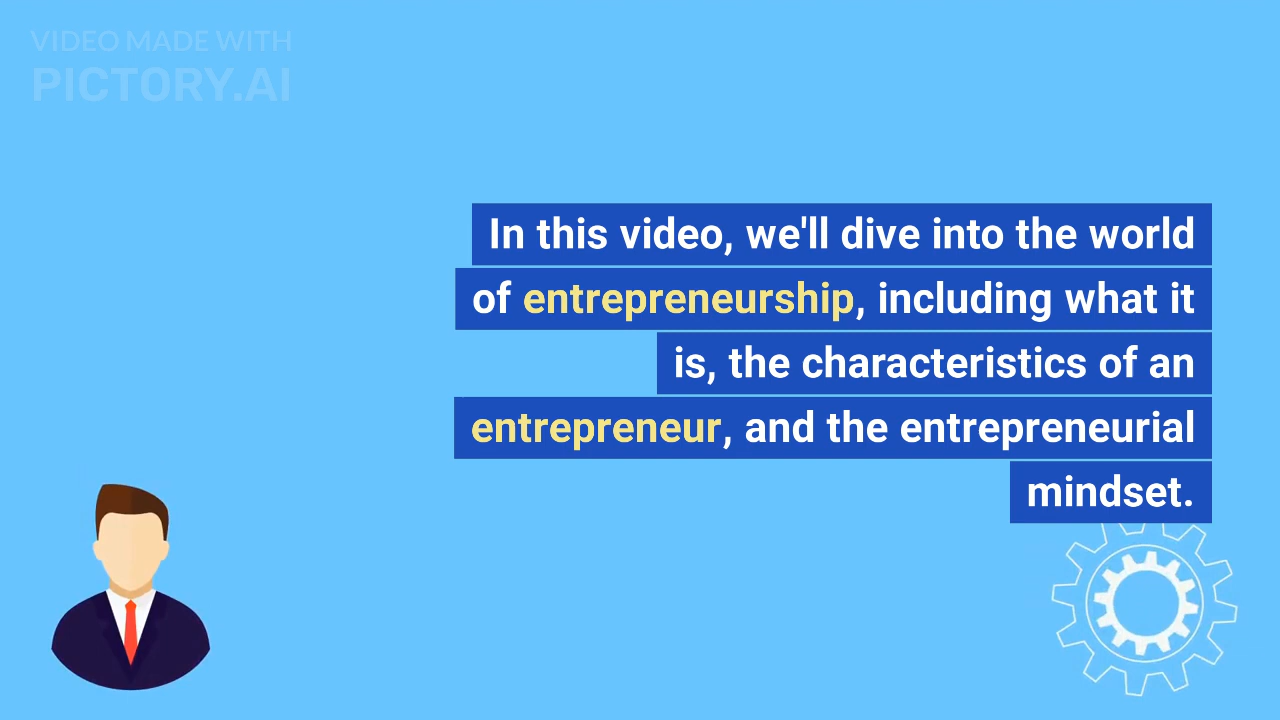 VIDEO MADE WITH
PICTORY.AI
In this video, we'll dive into the world
of entrepreneurship, including what it
is, the characteristics of an
entrepreneur, and the entrepreneurial
mindset.